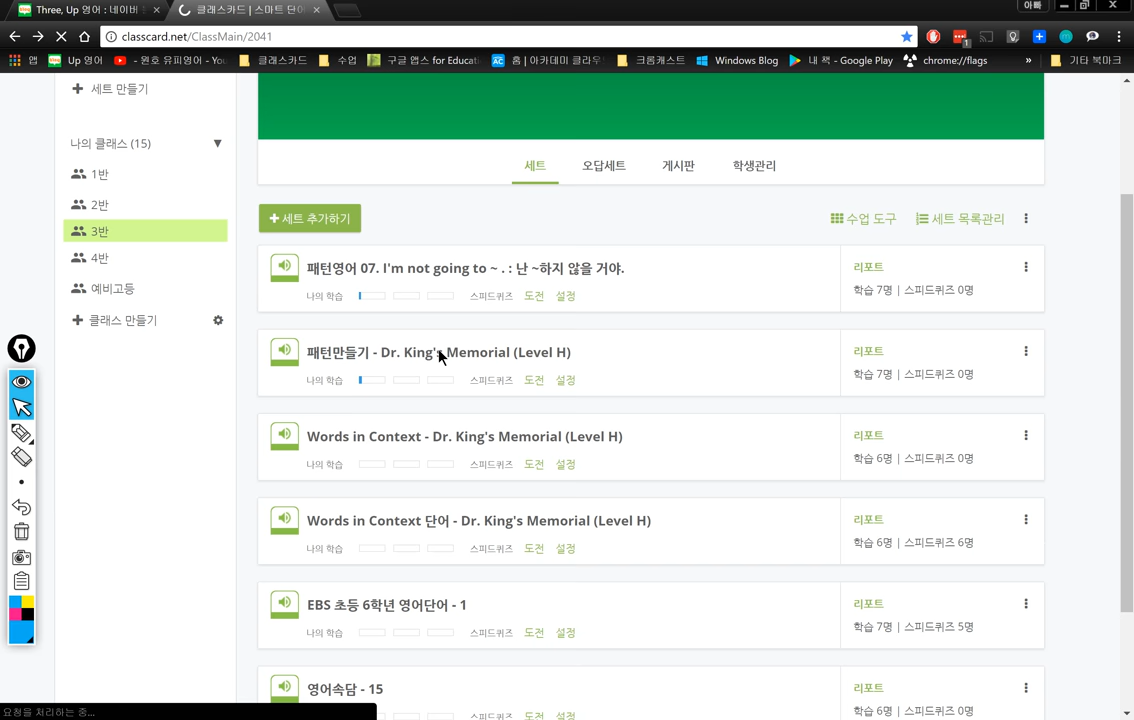 Three, Up 영어 : 네이버
클래스카드 | 스마트 단어
아빠
classcard.net/ClassMain/2041
앱
Up 영어
- 원호 유피영어 - You
클래스카드
수업
구글 앱스 for Educati
홈 | 아카데미 클라우
크롬캐스트
Windows Blog
내 책 - Google Play
chrome://flags
»
기타 북마크
세트 만들기
나의 클래스 (15) ▼
1반
2반
3반
4반
예비고등
클래스 만들기
세트 오답세트 게시판 학생관리
세트 추가하기
수업 도구
세트 목록관리
패턴영어 07. I'm not going to ~ . : 난 ~하지 않을 거야.
나의 학습 스피드퀴즈 도전 설정
리포트
학습 7명 | 스피드퀴즈 0명
패턴만들기 - Dr. King's Memorial (Level H)
나의 학습 스피드퀴즈 도전 설정
리포트
학습 7명 | 스피드퀴즈 0명
Words in Context - Dr. King's Memorial (Level H)
나의 학습 스피드퀴즈 도전 설정
리포트
학습 6명 | 스피드퀴즈 0명
Words in Context 단어 - Dr. King's Memorial (Level H)
나의 학습 스피드퀴즈 도전 설정
리포트
학습 6명 | 스피드퀴즈 6명
EBS 초등 6학년 영어단어 - 1
나의 학습 스피드퀴즈 도전 설정
리포트
학습 7명 | 스피드퀴즈 5명
영어속담 - 15
스피드퀴즈 도전 설정
리포트
학습 6명 | 스피드퀴즈 0명
요청을 처리하는 중...